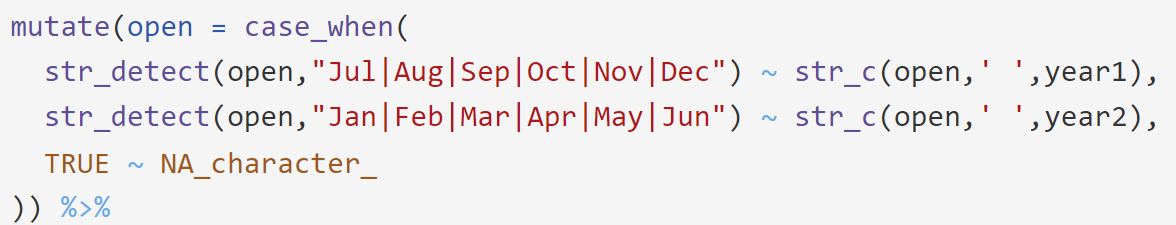 mutate(open = case_when(
  str_detect(open,"Jul|Aug|Sep|Oct|Nov|Dec") ~ str_c(open,' ',year1),
  str_detect(open,"Jan|Feb|Mar|Apr|May|Jun") ~ str_c(open,' ',year2),
  TRUE ~ NA_character_
)) %>%